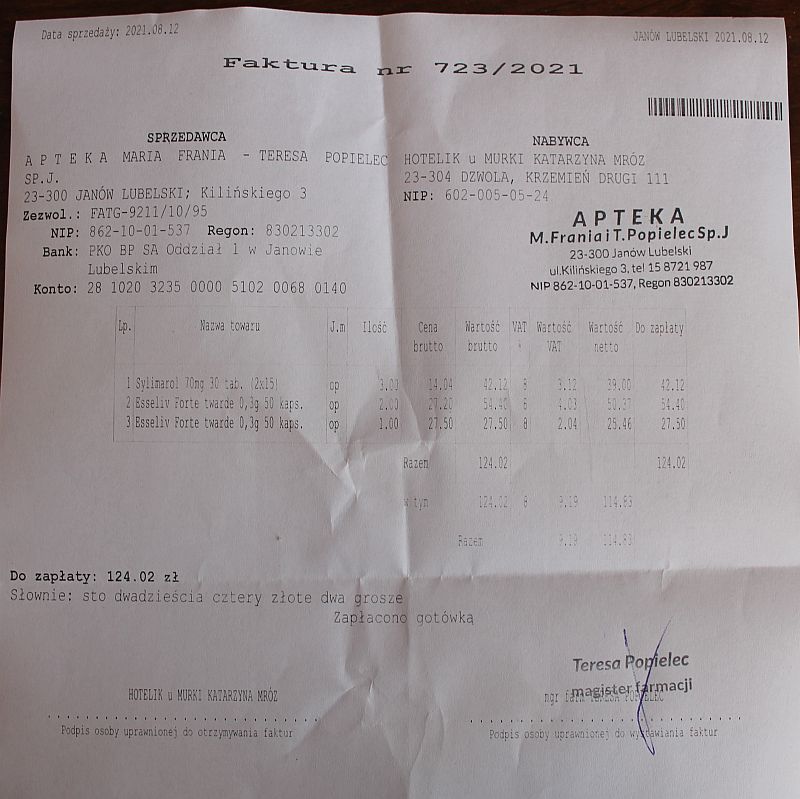 Data sprzedaży: 2021.08.12
JANÓW LUBELSKI 2021.08.12
Faktura nr 723/2021
SPRZEDAWCA
A P T E K A MARIA FRANIA - TERESA POPIELEC
SP.J.
23-300 JANÓW LUBELSKI; Kilińskiego 3
Zezwol.: FATG-9211/10/95
NIP: 862-10-01-537 Regon: 830213302
Bank: PKO BP SA Oddział 1 w Janowie
Lubelskim
Konto: 28 1020 3235 0000 5102 0068 0140
NABYWCA
HOTELIK u MURKI KATARZYNA MRÓZ
23-304 DZWOLA, KRZEMIEŃ DRUGI 111
NIP: 602-005-05-24
APTEKA
M.Frania i T.Popielec Sp.J
23-300 Janów Lubelski
ul.Kilińskiego 3, tel 15 8721 987
NIP 862-10-01-537, Regon 830213302
Lp. Nazwa towaru J.m Ilość Cena brutto Wartość brutto VAT % Wartość VAT Wartość netto Do zapłaty
1 Sylimarol 70mg 30 tab. (2x15) op 3.00 14.04 42.12 8 3.12 39.00 42.12
2 Esseliv Forte twarde 0,3g 50 kaps. op 2.00 27.20 54.40 8 4.03 50.37 54.40
3 Esseliv Forte twarde 0,3g 50 kaps. op 1.00 27.50 27.50 8 2.04 25.46 27.50
Razem 124.02 124.02
w tym 124.02 8 9.19 114.83
Razem 9.19 114.83
Do zapłaty: 124.02 zł
Słownie: sto dwadzieścia cztery złote dwa grosze
Zapłacono gotówką
Teresa Popielec
magister farmacji
HOTELIK u MURKI KATARZYNA MRÓZ
mgr farm TERESA POPIELEC
Podpis osoby uprawnionej do otrzymywania faktur
Podpis osoby uprawnionej do wystawiania faktur